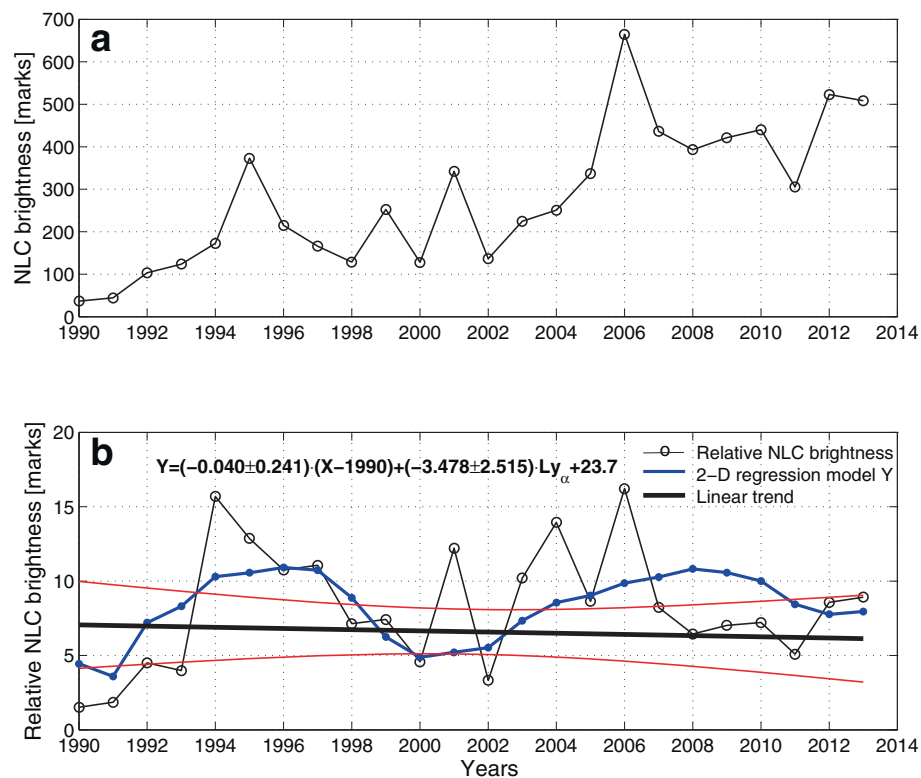 a
NLC brightness [marks]
700
600
500
400
300
200
100
0
1990 1992 1994 1996 1998 2000 2002 2004 2006 2008 2010 2012 2014
b
Relative NLC brightness [marks]
Y=(−0.040±0.241)·(X−1990)+(−3.478±2.515)·Lyα+23.7
Relative NLC brightness
2−D regression model Y
Linear trend
20
15
10
5
0
1990 1992 1994 1996 1998 2000 2002 2004 2006 2008 2010 2012 2014
Years